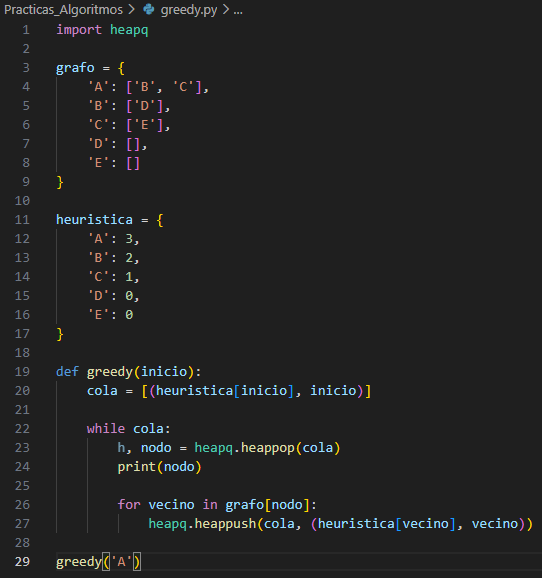 Practicas_Algoritmos > greedy.py > ...
1 import heapq
2
3 grafo = {
4     'A': ['B', 'C'],
5     'B': ['D'],
6     'C': ['E'],
7     'D': [],
8     'E': []
9 }
10
11 heuristica = {
12     'A': 3,
13     'B': 2,
14     'C': 1,
15     'D': 0,
16     'E': 0
17 }
18
19 def greedy(inicio):
20     cola = [(heuristica[inicio], inicio)]
21
22     while cola:
23         h, nodo = heapq.heappop(cola)
24         print(nodo)
25
26         for vecino in grafo[nodo]:
27             heapq.heappush(cola, (heuristica[vecino], vecino))
28
29 greedy('A')